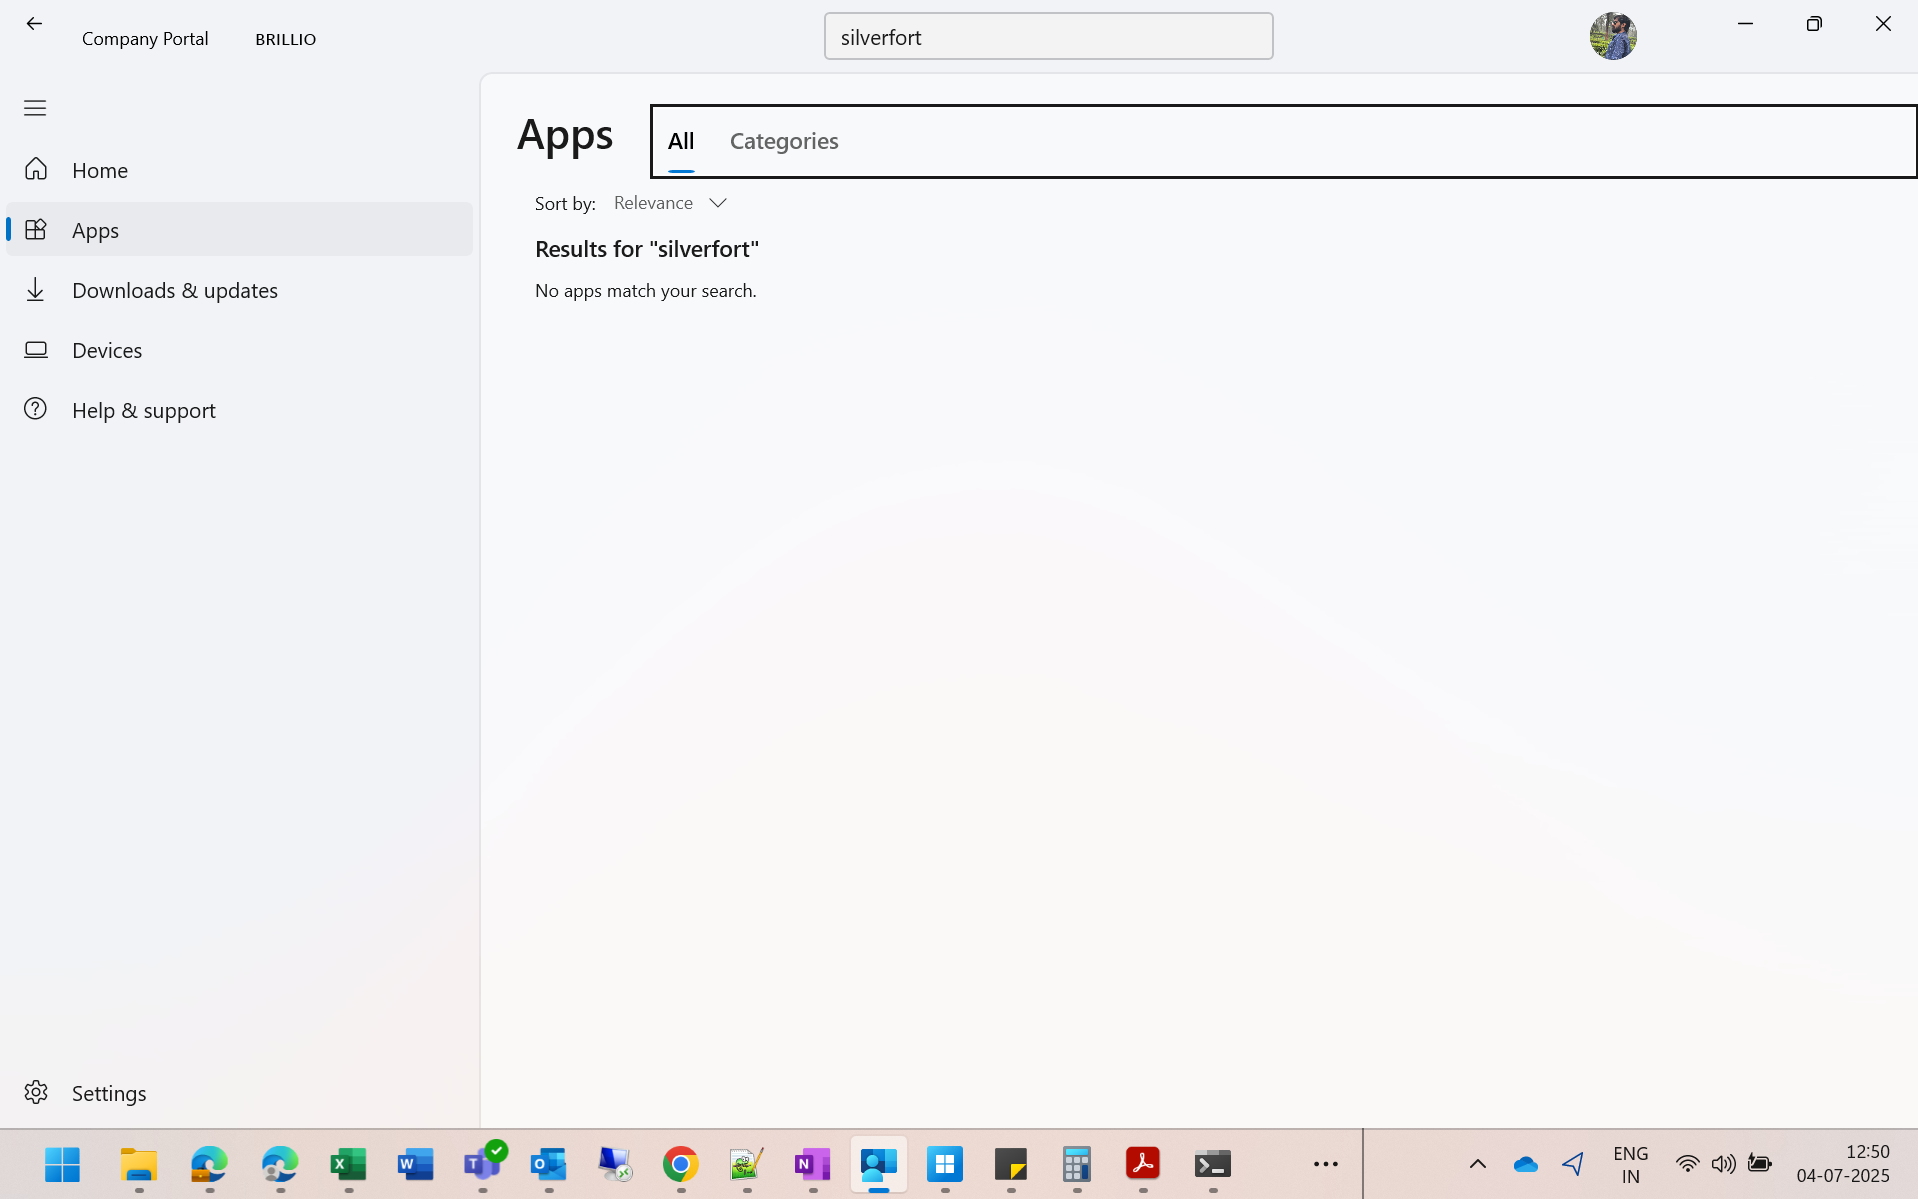 Company Portal
BRILLIO
silverfort
Home
Apps
Downloads & updates
Devices
Help & support
Settings
Apps
All
Categories
Sort by:
Relevance
Results for "silverfort"
No apps match your search.
X
W
T
O
N
ENG
IN
12:50
04-07-2025